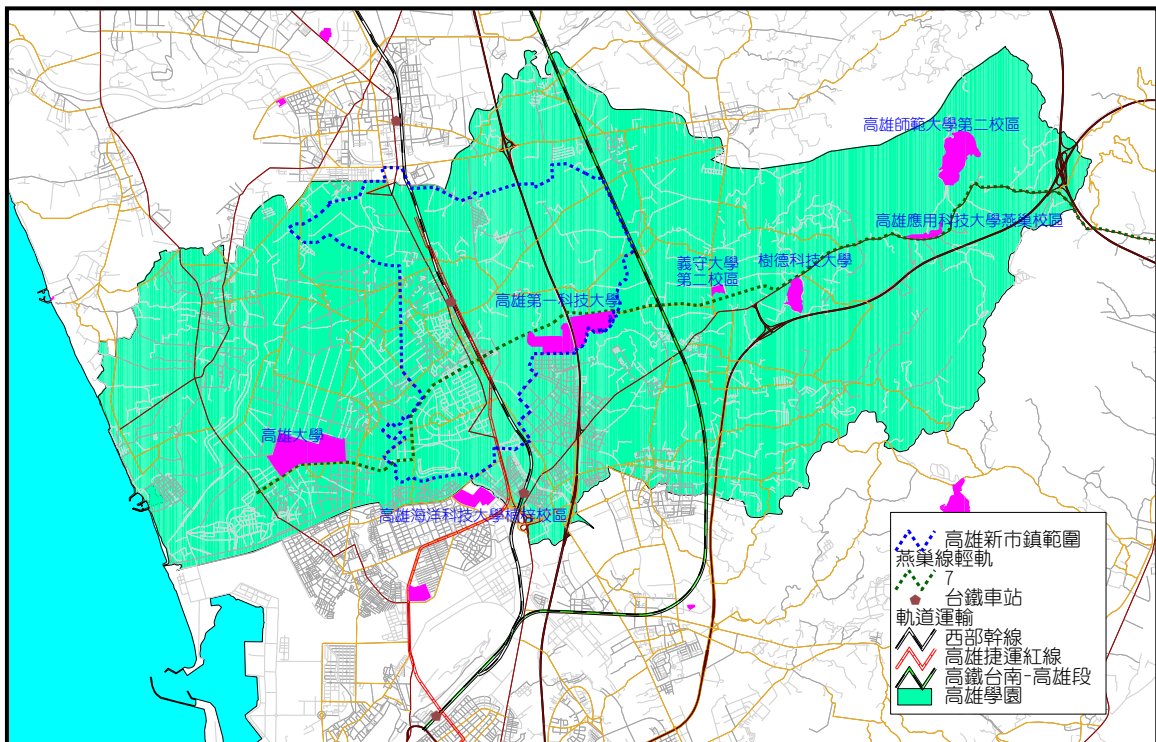 高雄師範大學第二校區
高雄應用科技大學燕巢校區
義守大學
第二校區
樹德科技大學
高雄第一科技大學
高雄大學
高雄海洋科技大學楠梓校區
高雄新市鎮範圍
燕巢線輕軌
7
台鐵車站
軌道運輸
西部幹線
高雄捷運紅線
高鐵台南-高雄段
高雄學園